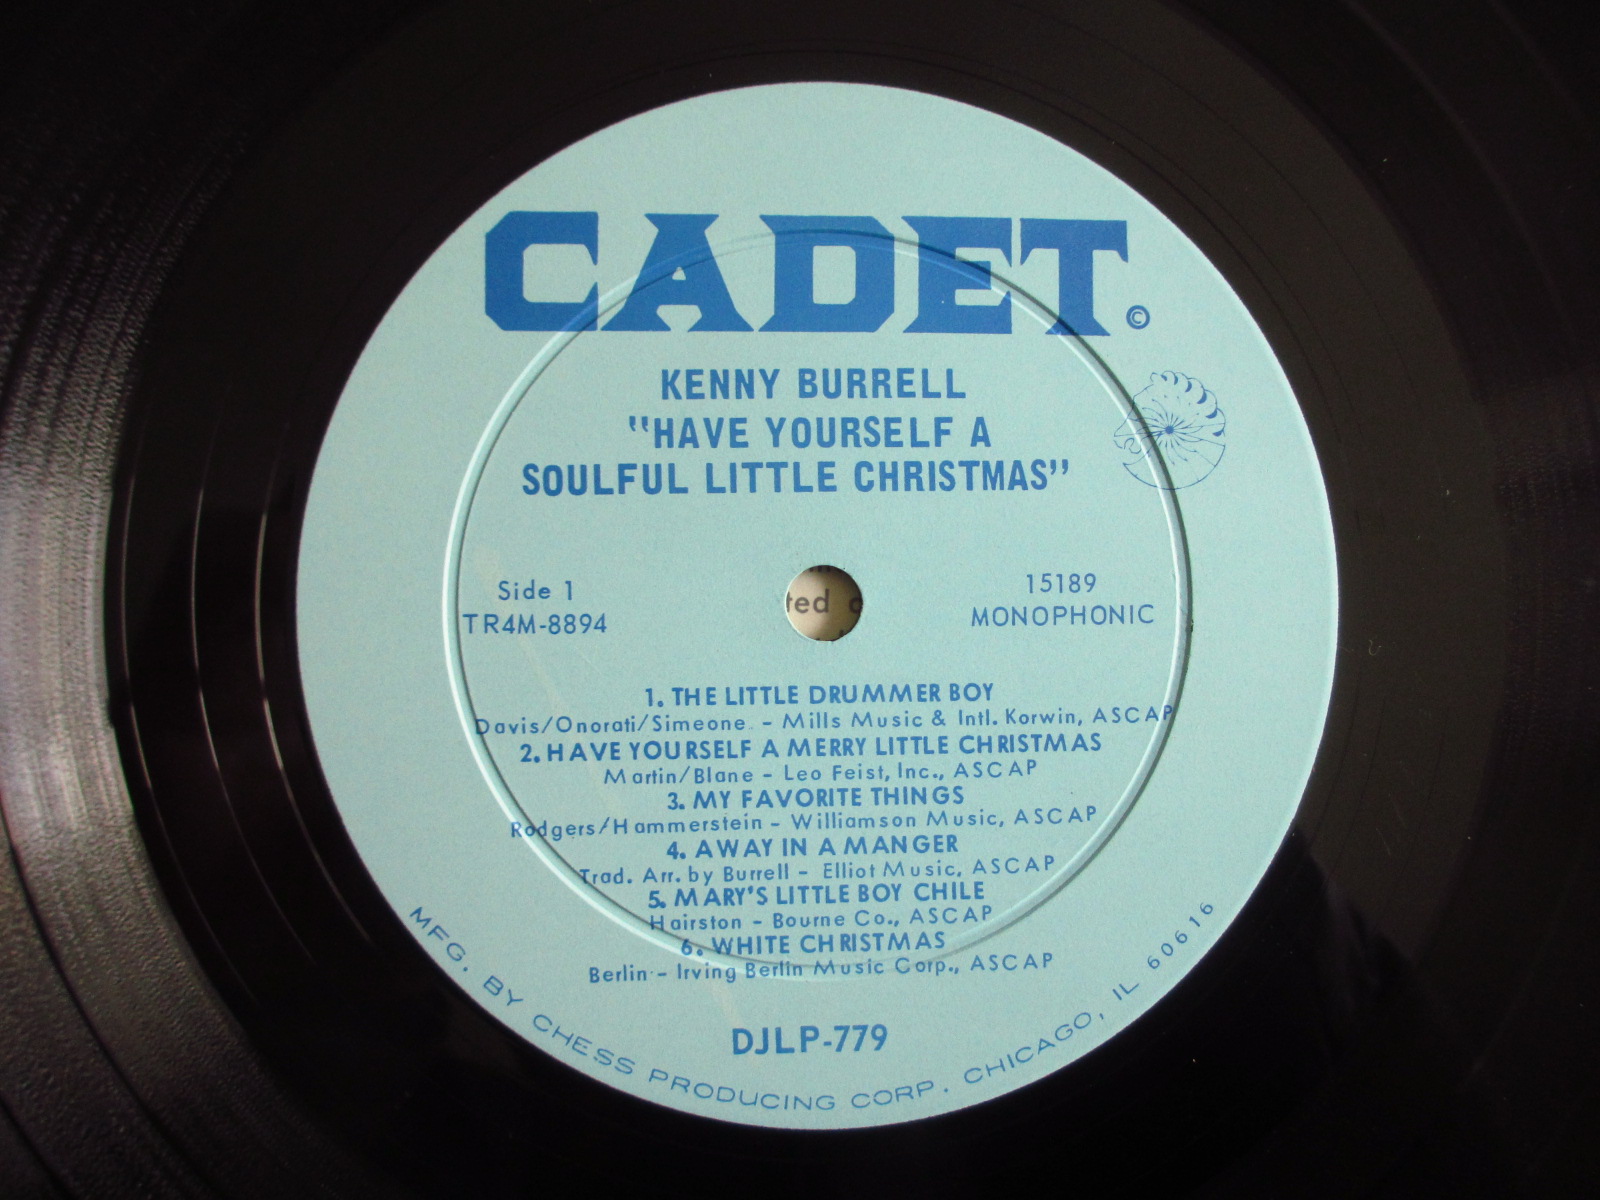 CADET©
KENNY BURRELL
"HAVE YOURSELF A
SOULFUL LITTLE CHRISTMAS"
Side 1
TR4M-8894
15189
MONOPHONIC
ted
1. THE LITTLE DRUMMER BOY
Davis/Onorati/Simeone. - Mills Music & Intl. Korwin, ASCAP
2. HAVE YOURSELF A MERRY LITTLE CHRISTMAS
Martin/Blane - Leo Feist, Inc., ASCAP
3. MY FAVORITE THINGS
Rodgers/Hammerstein - Williamson Music, ASCAP
4. AWAY IN A MANGER
Trad. Arr. by Burrell - Elliot Music, ASCAP
5. MARY'S LITTLE BOY CHILE
Hairston - Bourne Co., ASCAP
6. WHITE CHRISTMAS
Berlin - Irving Berlin Music Corp., ASCAP
DJLP-779
MFG. BY CHESS PRODUCING CORP. CHICAGO, IL 60616